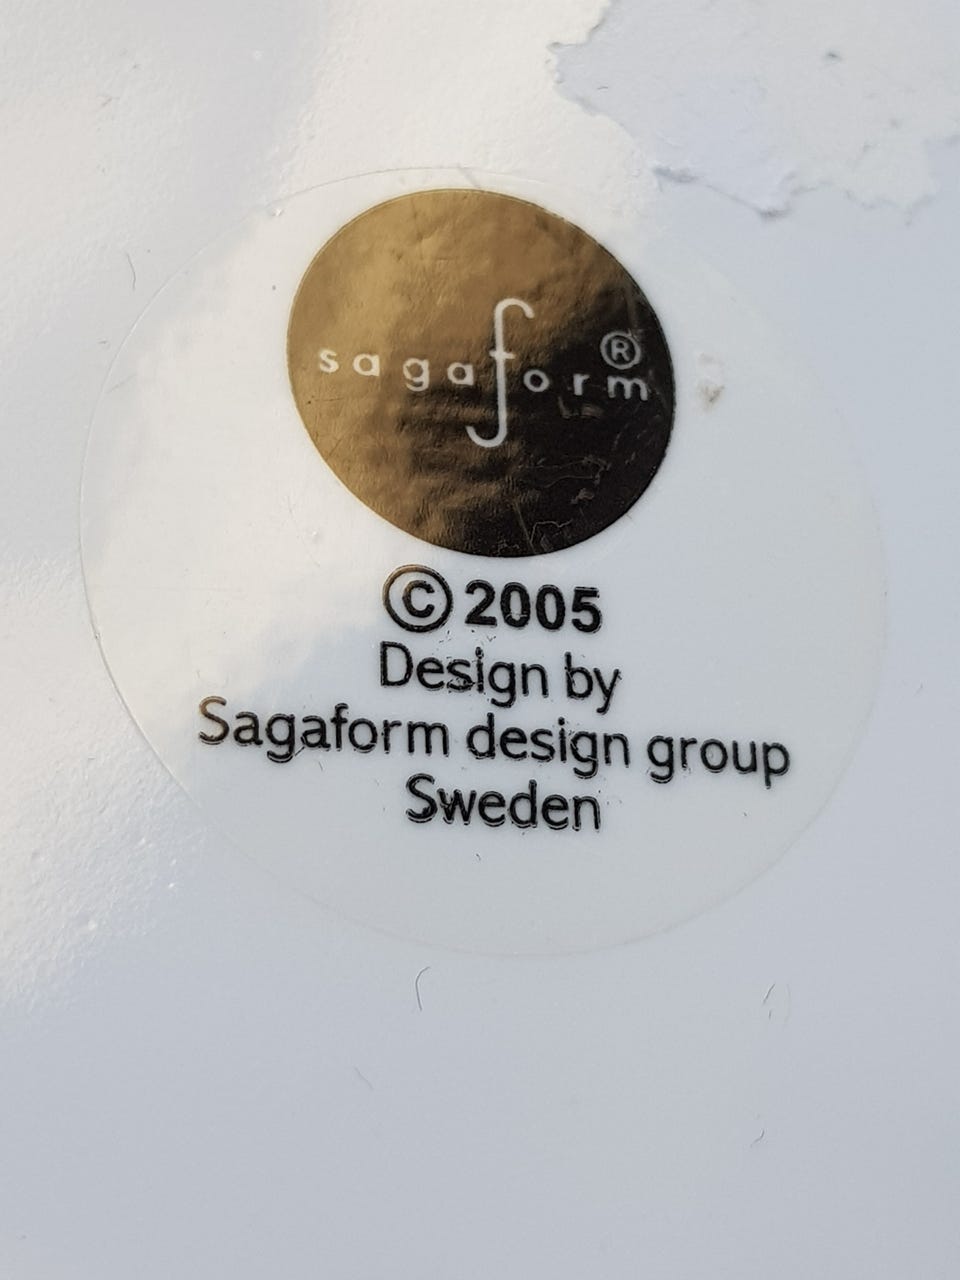 sagaform®
© 2005
Design by
Sagaform design group
Sweden